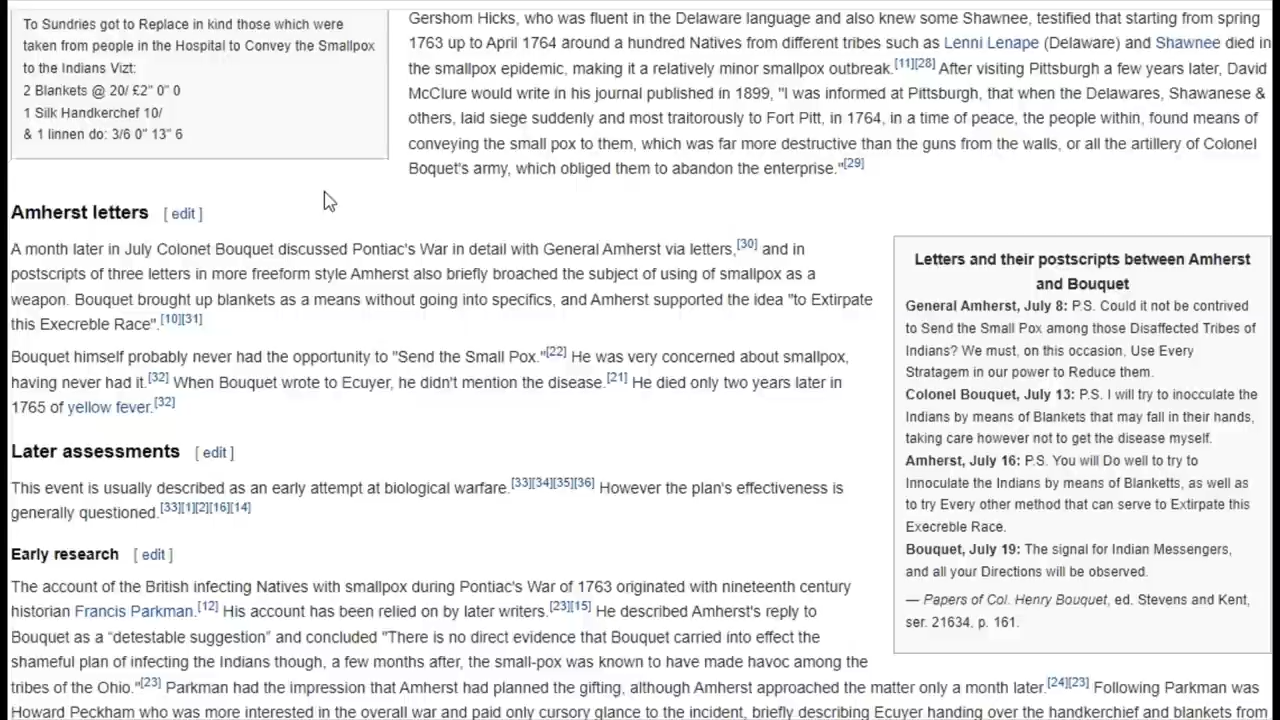 To Sundries got to Replace in kind those which were
taken from people in the Hospital to Convey the Smallpox
to the Indians Vizt:
2 Blankets @ 20/ £2" 0" 0
1 Silk Handkerchef 10/
& 1 linnen do: 3/6 0" 13" 6
Gershom Hicks, who was fluent in the Delaware language and also knew some Shawnee, testified that starting from spring
1763 up to April 1764 around a hundred Natives from different tribes such as Lenni Lenape (Delaware) and Shawnee died in
the smallpox epidemic, making it a relatively minor smallpox outbreak.[11][28] After visiting Pittsburgh a few years later, David
McClure would write in his journal published in 1899, "I was informed at Pittsburgh, that when the Delawares, Shawanese &
others, laid siege suddenly and most traitorously to Fort Pitt, in 1764, in a time of peace, the people within, found means of
conveying the small pox to them, which was far more destructive than the guns from the walls, or all the artillery of Colonel
Boquet's army, which obliged them to abandon the enterprise."[29]
Amherst letters [ edit ]
A month later in July Colonet Bouquet discussed Pontiac's War in detail with General Amherst via letters,[30] and in
postscripts of three letters in more freeform style Amherst also briefly broached the subject of using of smallpox as a
weapon. Bouquet brought up blankets as a means without going into specifics, and Amherst supported the idea "to Extirpate
this Execreble Race".[10][31]
Bouquet himself probably never had the opportunity to "Send the Small Pox."[22] He was very concerned about smallpox,
having never had it.[32] When Bouquet wrote to Ecuyer, he didn't mention the disease.[21] He died only two years later in
1765 of yellow fever.[32]
Later assessments [ edit ]
This event is usually described as an early attempt at biological warfare.[33][34][35][36] However the plan's effectiveness is
generally questioned.[33][1][2][16][14]
Early research [ edit ]
The account of the British infecting Natives with smallpox during Pontiac's War of 1763 originated with nineteenth century
historian Francis Parkman.[12] His account has been relied on by later writers.[23][15] He described Amherst's reply to
Bouquet as a “detestable suggestion” and concluded "There is no direct evidence that Bouquet carried into effect the
shameful plan of infecting the Indians though, a few months after, the small-pox was known to have made havoc among the
tribes of the Ohio."[23] Parkman had the impression that Amherst had planned the gifting, although Amherst approached the matter only a month later.[24][23] Following Parkman was
Howard Peckham who was more interested in the overall war and paid only cursory glance to the incident, briefly describing Ecuyer handing over the handkerchief and blankets from
Letters and their postscripts between Amherst
and Bouquet
General Amherst, July 8: P.S. Could it not be contrived
to Send the Small Pox among those Disaffected Tribes of
Indians? We must, on this occasion, Use Every
Stratagem in our power to Reduce them.
Colonel Bouquet, July 13: P.S. I will try to inocculate the
Indians by means of Blankets that may fall in their hands,
taking care however not to get the disease myself.
Amherst, July 16: P.S. You will Do well to try to
Innoculate the Indians by means of Blanketts, as well as
to try Every other method that can serve to Extirpate this
Execreble Race.
Bouquet, July 19: The signal for Indian Messengers,
and all your Directions will be observed.
— Papers of Col. Henry Bouquet, ed. Stevens and Kent,
ser. 21634, p. 161.